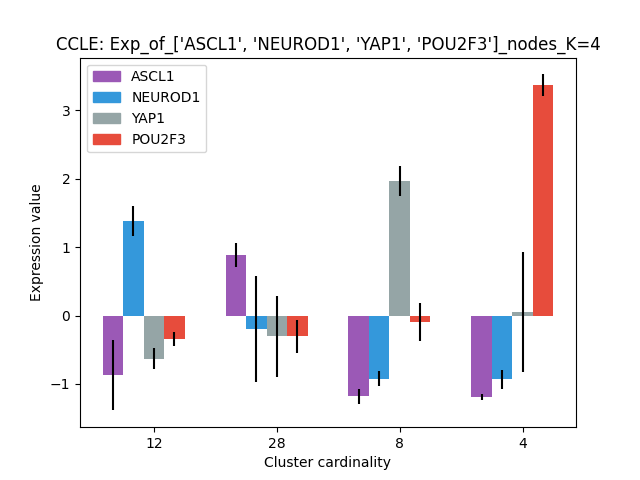 CCLE: Exp_of_['ASCL1', 'NEUROD1', 'YAP1', 'POU2F3']_nodes_K=4
ASCL1
NEUROD1
YAP1
POU2F3
Expression value
3
2
1
0
−1
12 28 8 4
Cluster cardinality